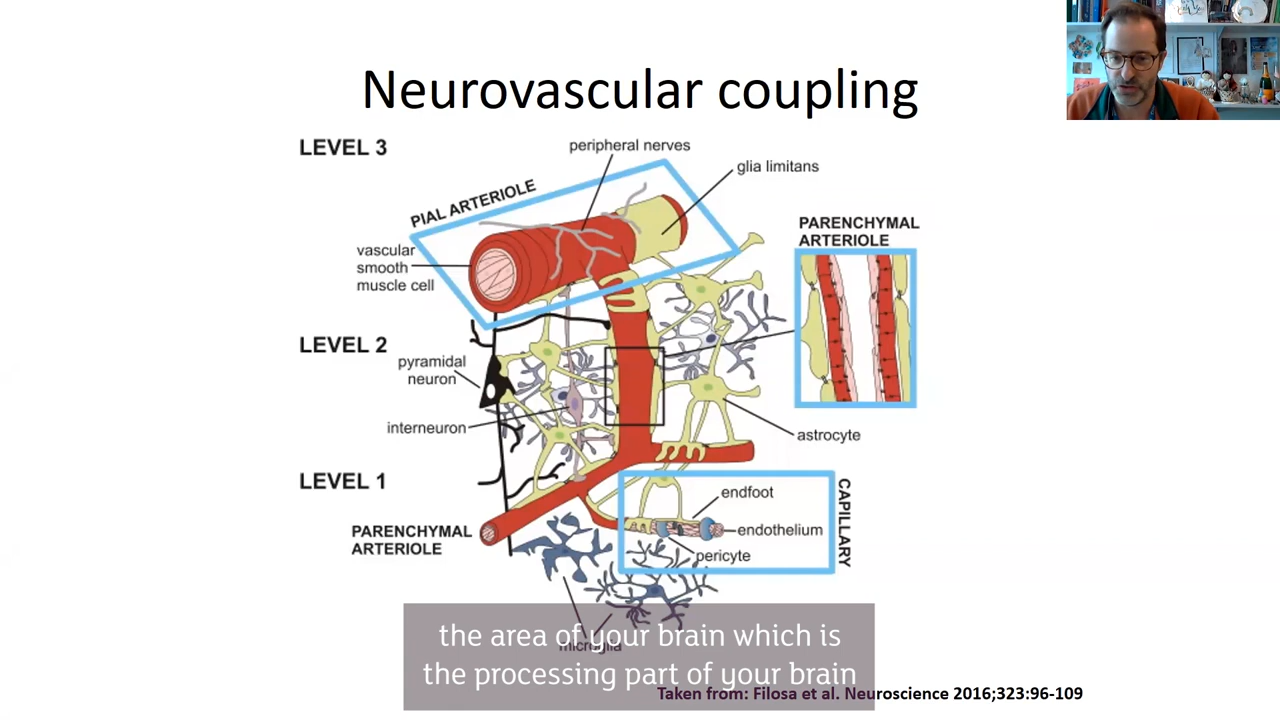 Neurovascular coupling
LEVEL 3
peripheral nerves
glia limitans
PIAL ARTERIOLE
vascular
smooth
muscle cell
PARENCHYMAL
ARTERIOLE
LEVEL 2
pyramidal
neuron
interneuron
astrocyte
LEVEL 1
endfoot
CAPILLARY
PARENCHYMAL
ARTERIOLE
endothelium
pericyte
microglia
the area of your brain which is
the processing part of your brain
Taken from: Filosa et al. Neuroscience 2016;323:96-109